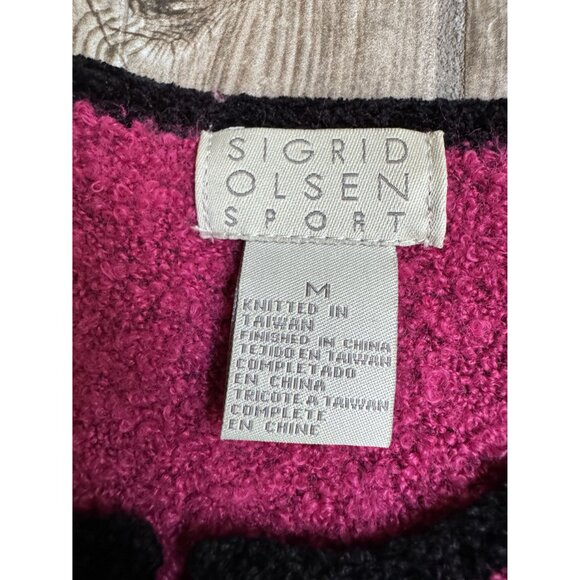 SIGRID
OLSEN
SPORT
M
KNITTED IN
TAIWAN
FINISHED IN CHINA
TEJIDO EN TAIWAN
COMPLETADO
EN CHINA
TRICOTE A TAIWAN
COMPLETE
EN CHINE